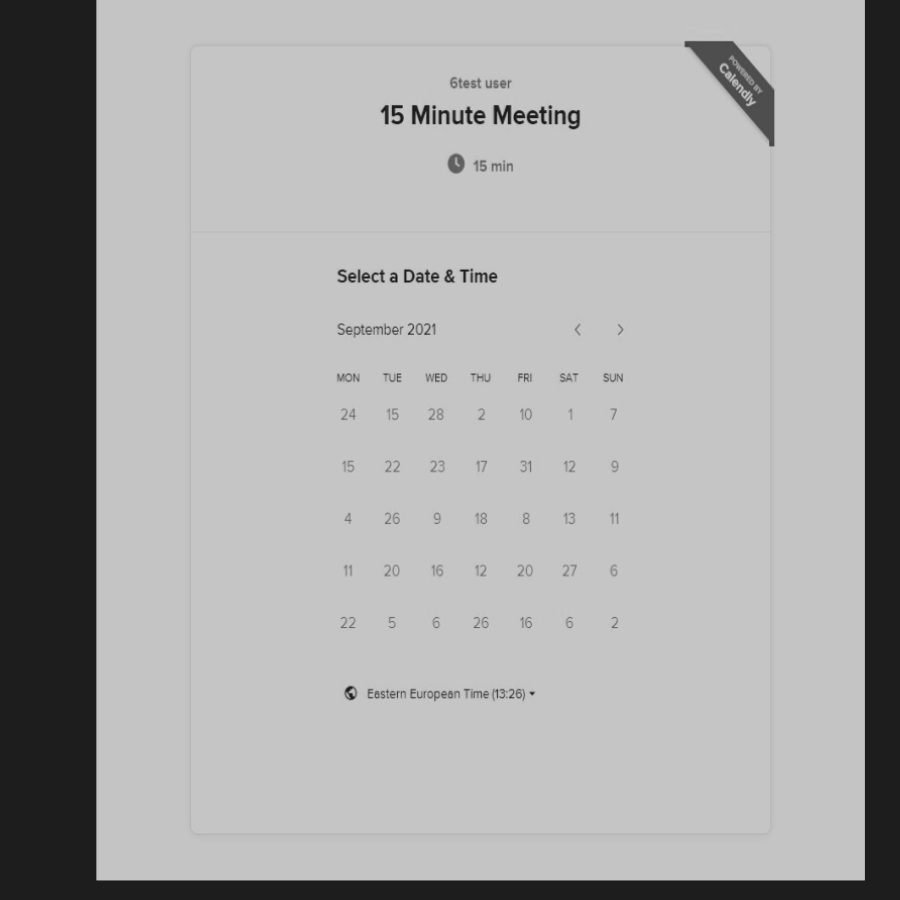 POWERED BY
Calendly
6test user
15 Minute Meeting
15 min
Select a Date & Time
September 2021
MON TUE WED THU FRI SAT SUN
24 15 28 2 10 1 7
15 22 23 17 31 12 9
4 26 9 18 8 13 11
11 20 16 12 20 27 6
22 5 6 26 16 6 2
Eastern European Time (13:26)